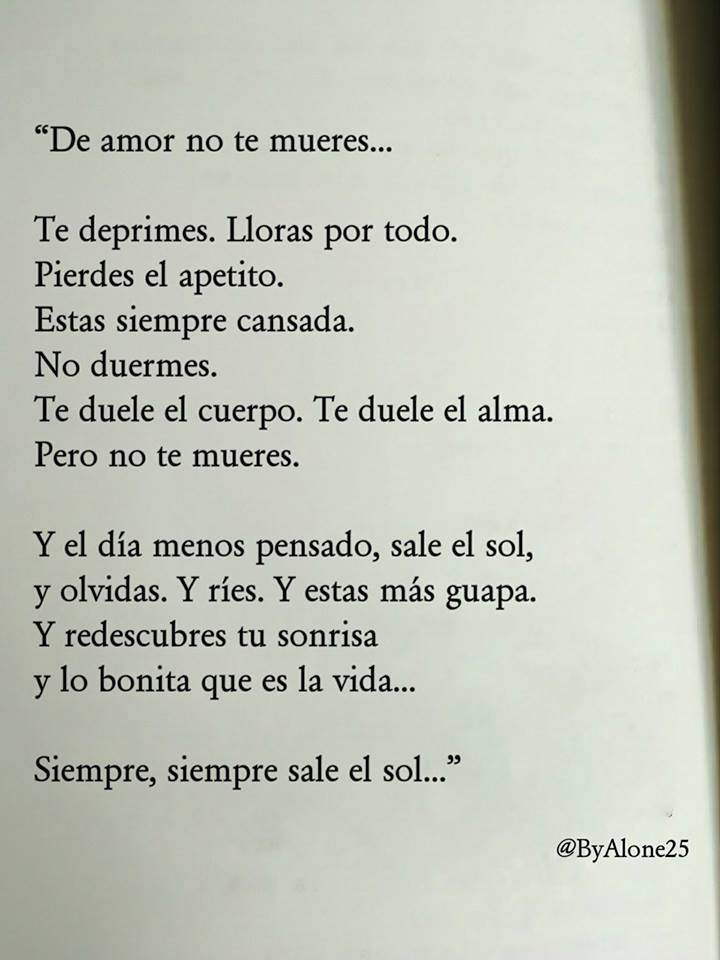 “De amor no te mueres...
Te deprimes. Lloras por todo.
Pierdes el apetito.
Estas siempre cansada.
No duermes.
Te duele el cuerpo. Te duele el alma.
Pero no te mueres.
Y el día menos pensado, sale el sol,
y olvidas. Y ríes. Y estas más guapa.
Y redescubres tu sonrisa
y lo bonita que es la vida...
Siempre, siempre sale el sol...”
@ByAlone25